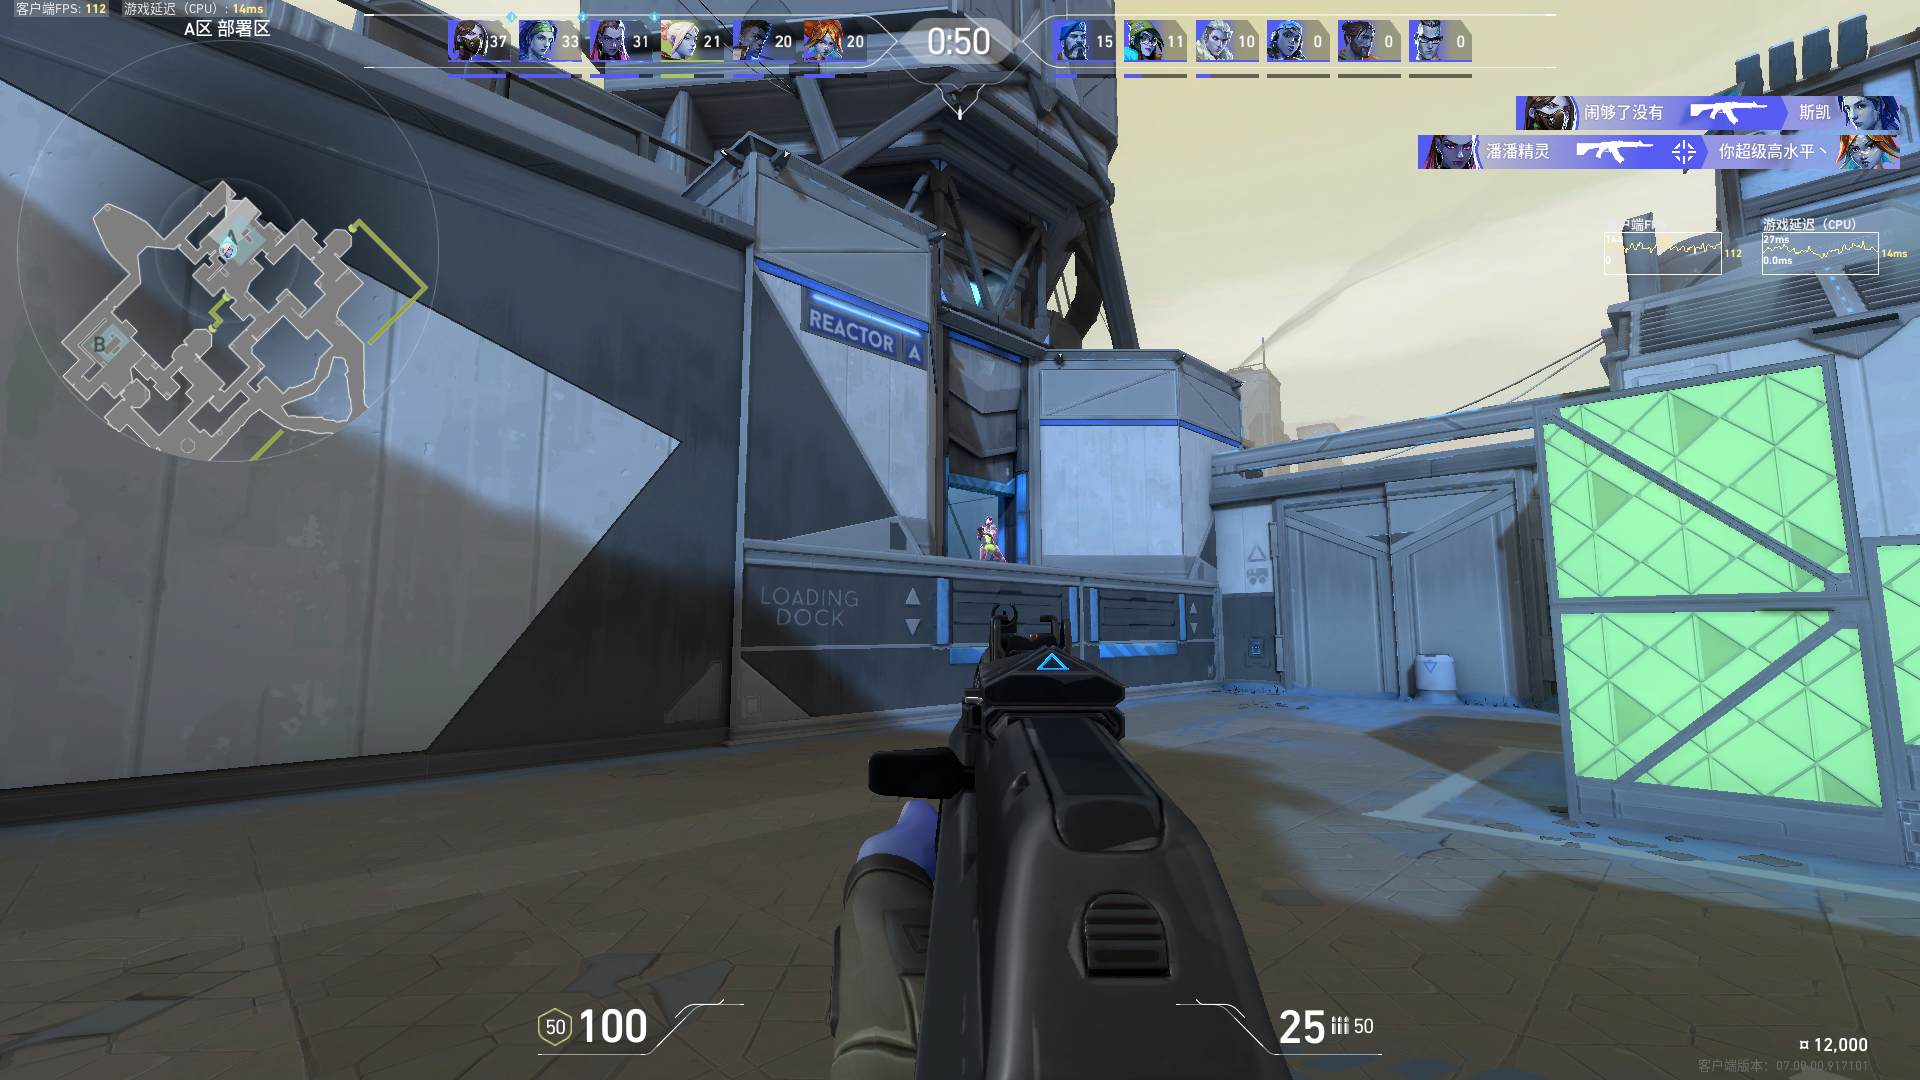 客户端FPS: 112 游戏延迟（CPU）: 14ms
A区 部署区
37 33 31 21 20 20
0:50
15 11 10 0 0 0
闹够了没有 斯凯
潘潘精灵 你超级高水平丶
游戏延迟（CPU）
144
0
112
27ms
0.0ms
14ms
B
REACTOR A
LOADING
DOCK
50 100
25 50
¤ 12,000
客户端版本: 07.00.00.917101